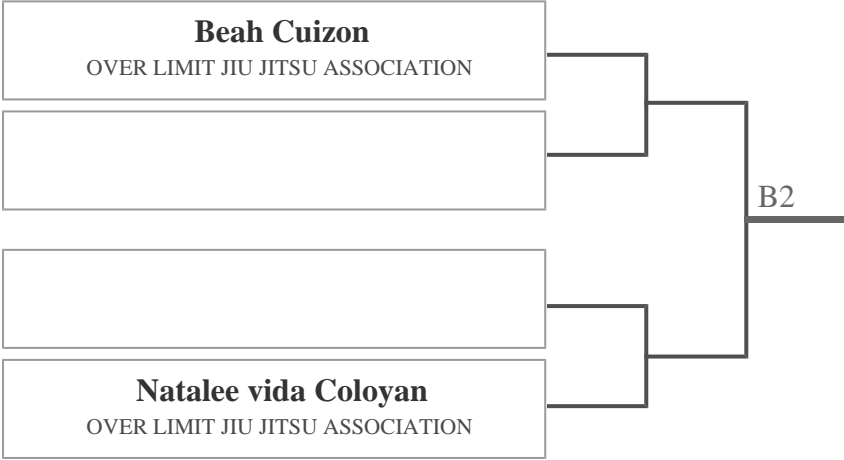 Beah Cuizon
OVER LIMIT JIU JITSU ASSOCIATION
B2
Natalee vida Coloyan
OVER LIMIT JIU JITSU ASSOCIATION